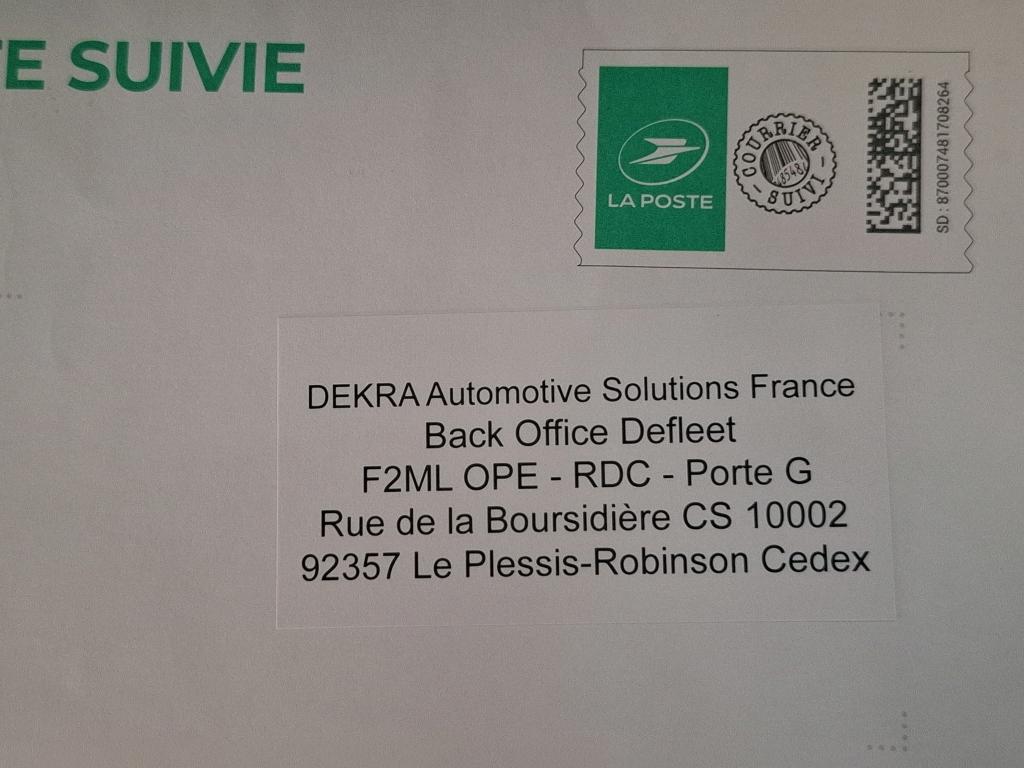 E SUIVIE
LA POSTE
COURRIER
SUIVI
SD : 870007481708264
DEKRA Automotive Solutions France
Back Office Defleet
F2ML OPE - RDC - Porte G
Rue de la Boursidière CS 10002
92357 Le Plessis-Robinson Cedex